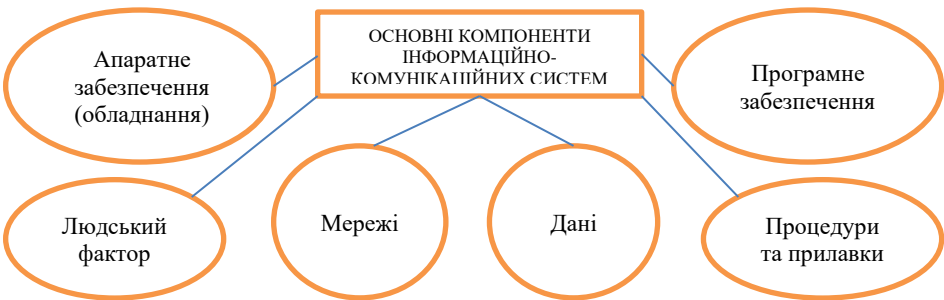 ОСНОВНІ КОМПОНЕНТИ
ІНФОРМАЦІЙНО-
КОМУНІКАЦІЙНИХ СИСТЕМ
Апаратне
забезпечення
(обладнання)
Програмне
забезпечення
Людський
фактор
Мережі
Дані
Процедури
та прилавки